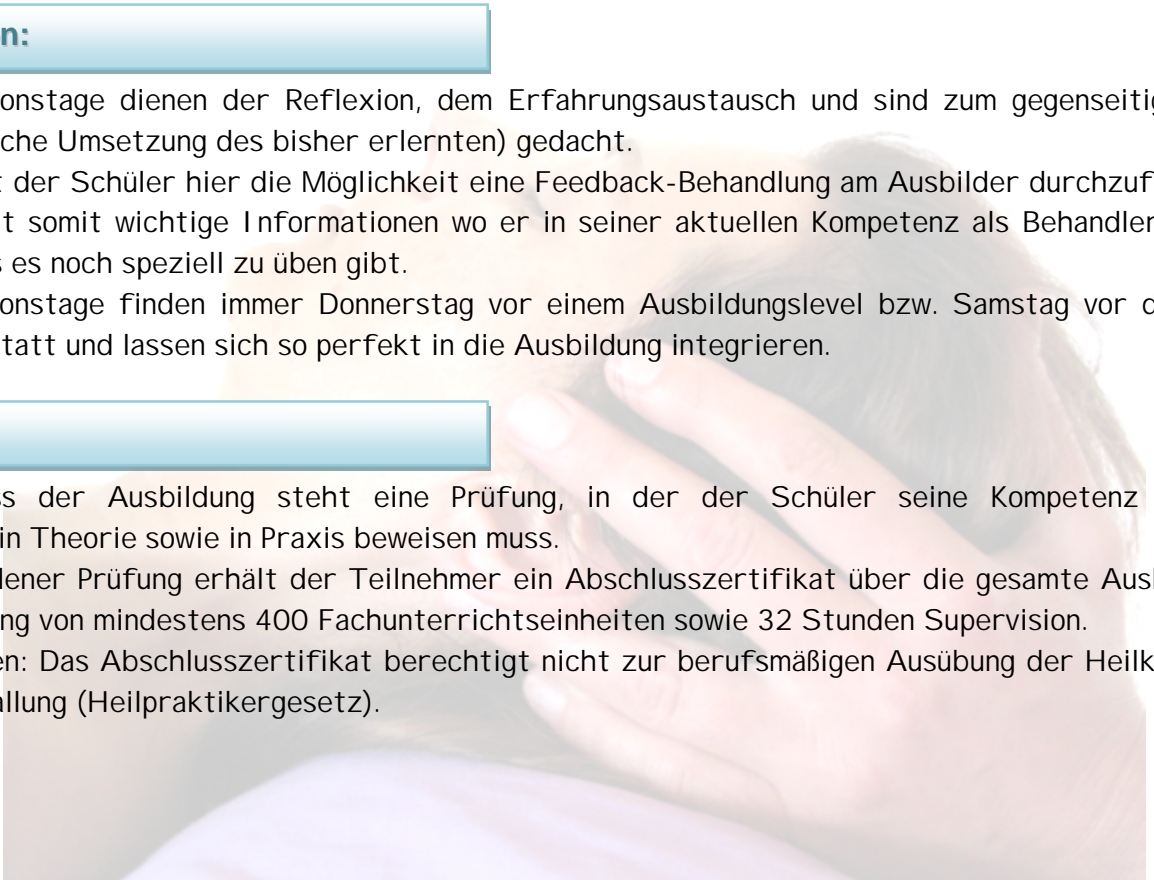 n:
onstage dienen der Reflexion, dem Erfahrungsaustausch und sind zum gegenseitig
che Umsetzung des bisher erlernten) gedacht.
t der Schüler hier die Möglichkeit eine Feedback-Behandlung am Ausbilder durchzuf
t somit wichtige Informationen wo er in seiner aktuellen Kompetenz als Behandler
s es noch speziell zu üben gibt.
onstage finden immer Donnerstag vor einem Ausbildungslevel bzw. Samstag vor d
tatt und lassen sich so perfekt in die Ausbildung integrieren.
ss der Ausbildung steht eine Prüfung, in der der Schüler seine Kompetenz
in Theorie sowie in Praxis beweisen muss.
dener Prüfung erhält der Teilnehmer ein Abschlusszertifikat über die gesamte Ausl
ng von mindestens 400 Fachunterrichtseinheiten sowie 32 Stunden Supervision.
en: Das Abschlusszertifikat berechtigt nicht zur berufsmäßigen Ausübung der Heilk
allung (Heilpraktikergesetz).